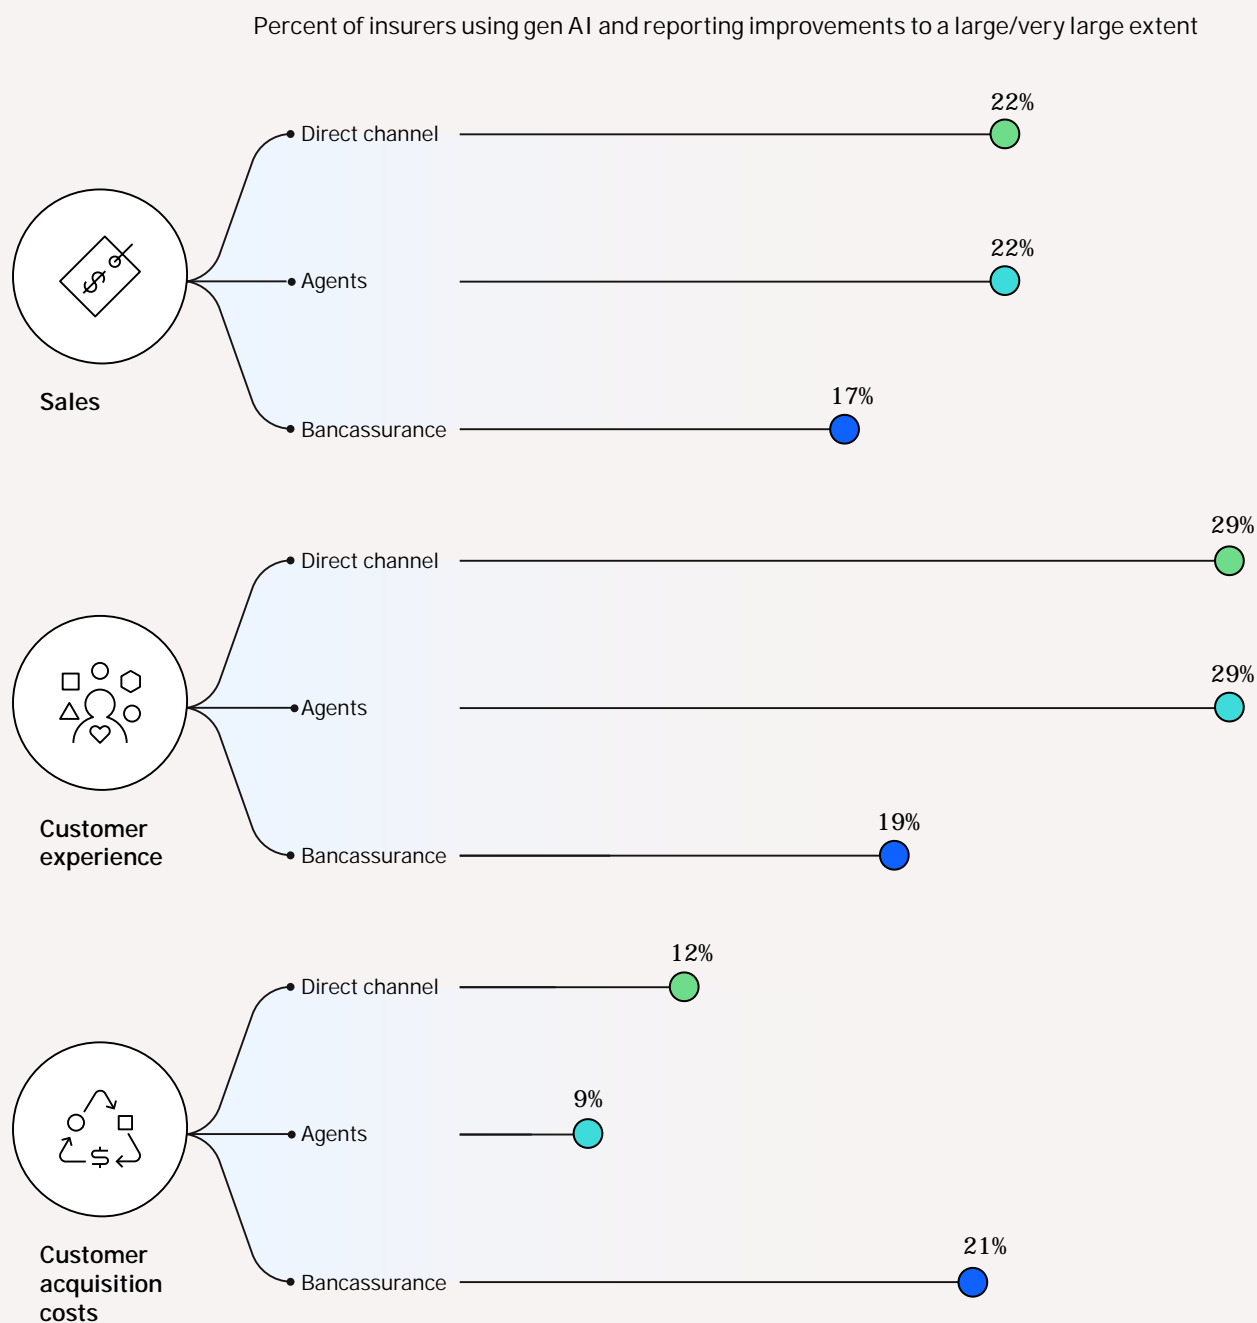 Percent of insurers using gen AI and reporting improvements to a large/very large extent
22%
Direct channel
22%
Agents
Sales
17%
Bancassurance
29%
Direct channel
29%
Agents
Customer
experience
19%
Bancassurance
12%
Direct channel
9%
Agents
Customer
acquisition
costs
21%
Bancassurance